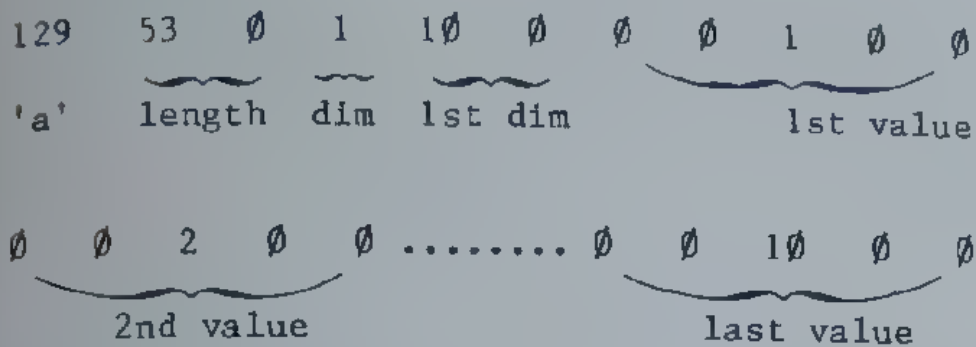 129 53 Ø 1 1Ø Ø Ø Ø 1 Ø Ø
'a' length dim 1st dim 1st value
Ø Ø 2 Ø Ø ........ Ø Ø 1Ø Ø Ø
2nd value last value